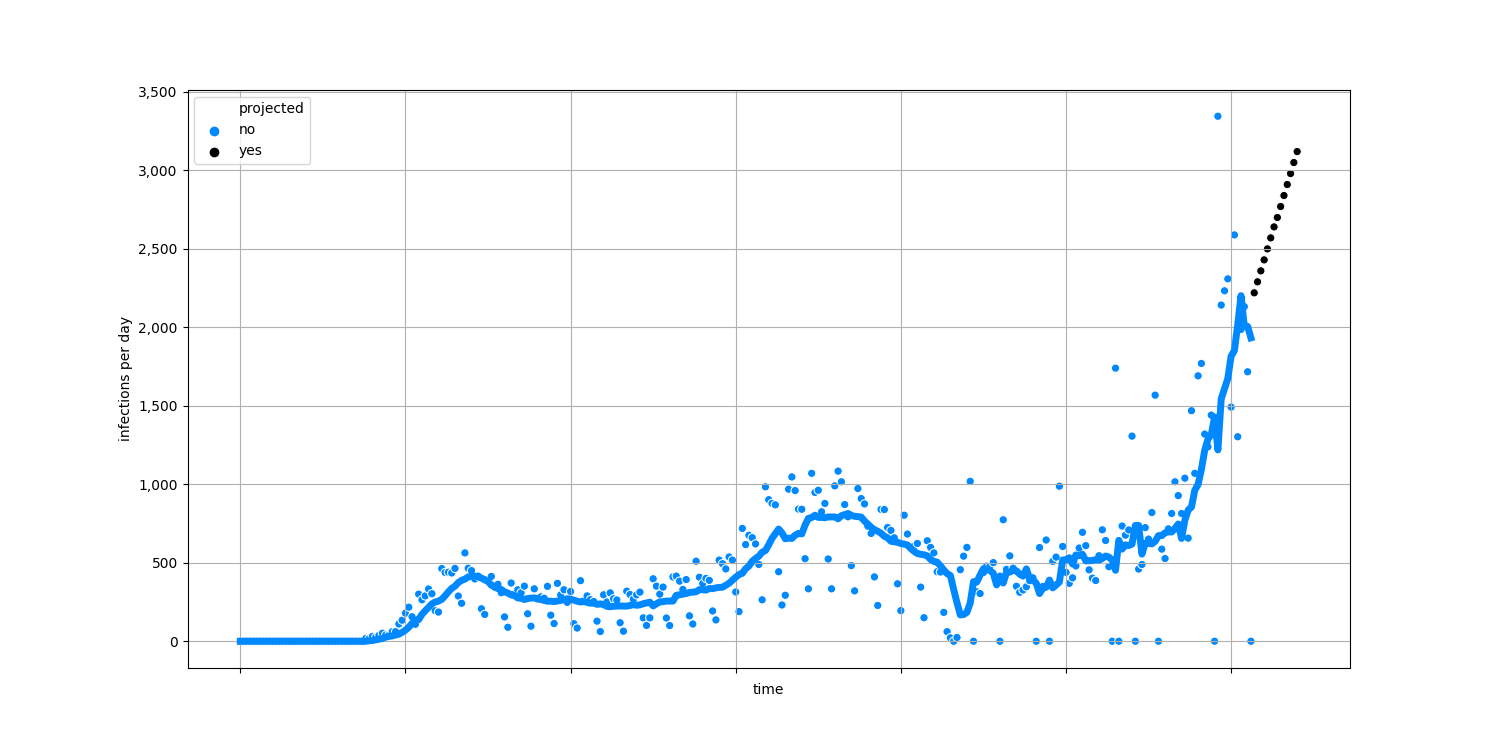 3,500
projected
no
yes
3,000
2,500
2,000
1,500
1,000
500
0
infections per day
time